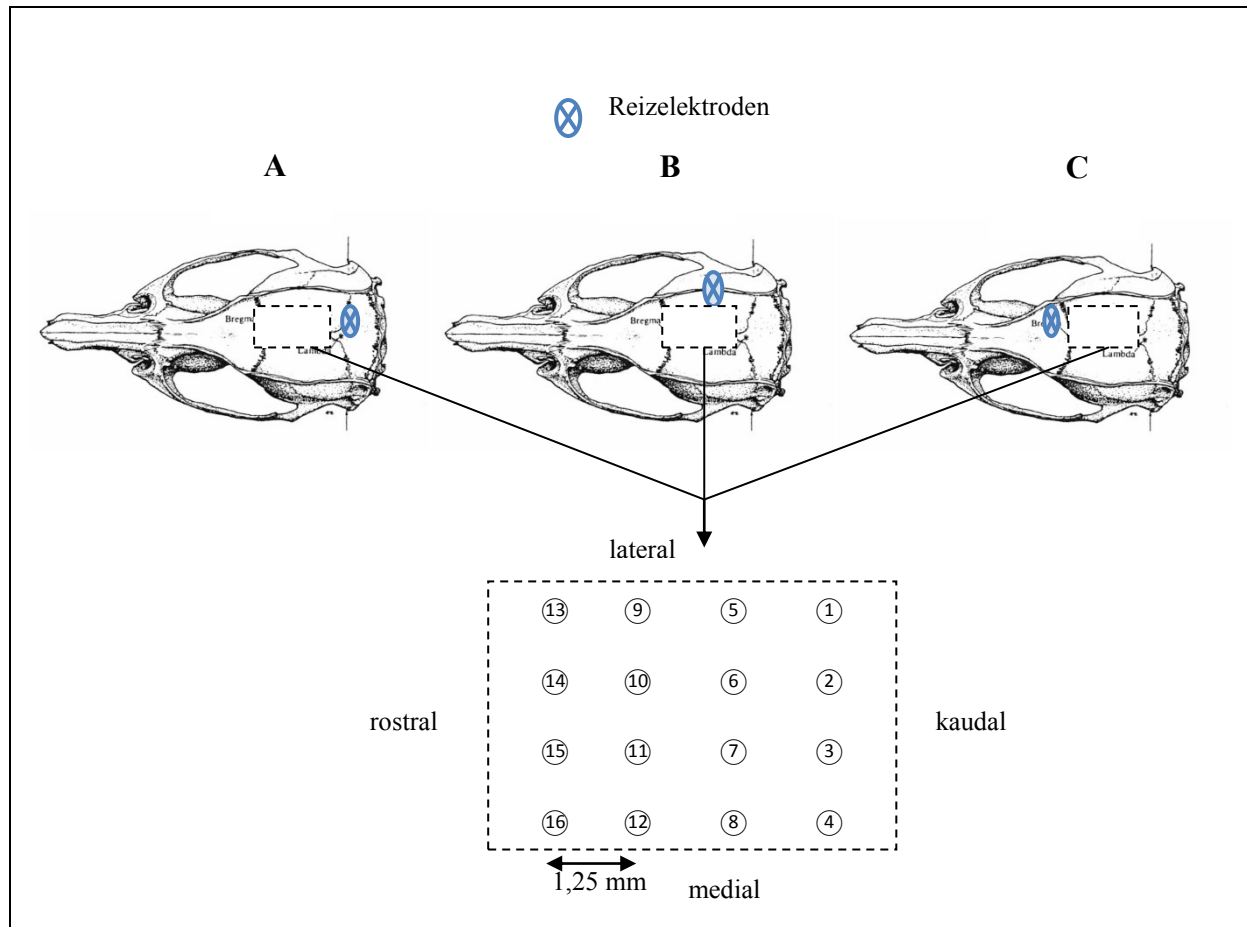 Reizelektroden
A B C
Bregma Bregma Bre
Lambda Lambda Lambda
lateral
13 9 5 1
14 10 6 2
rostral kaudal
15 11 7 3
16 12 8 4
1,25 mm
medial